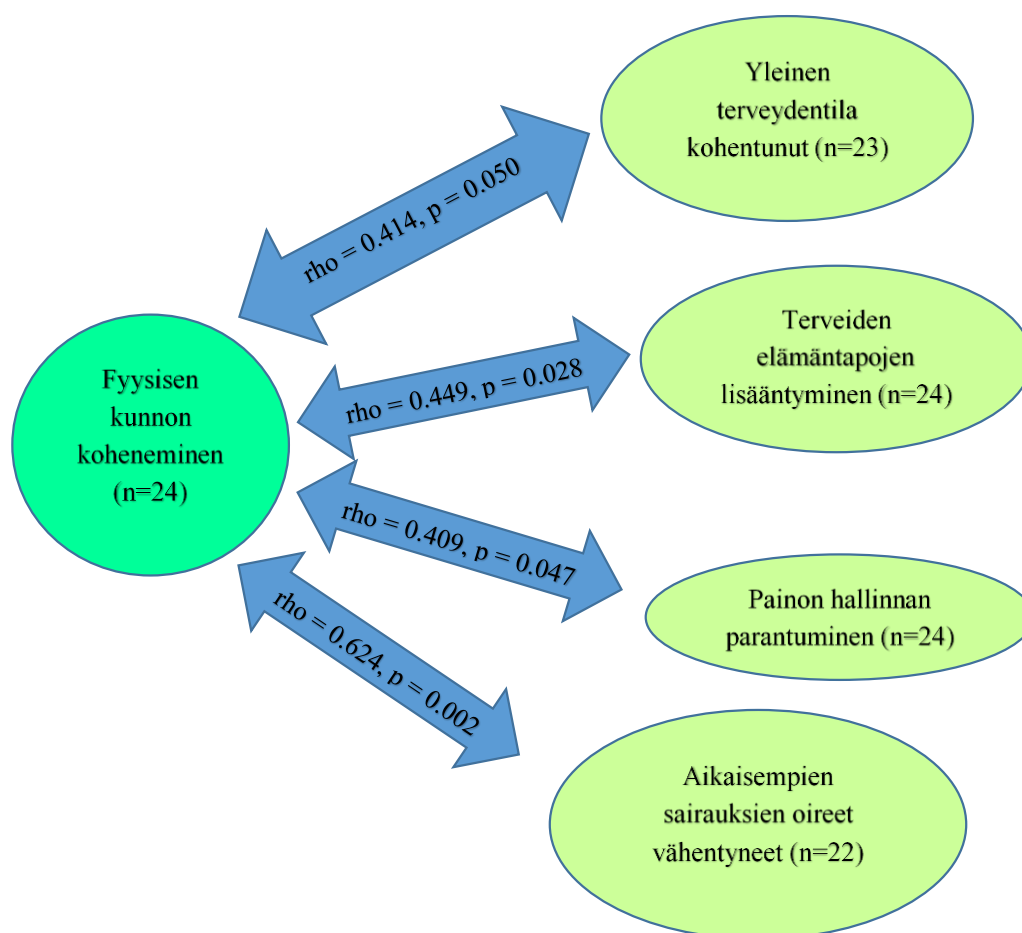 Yleinen
terveydentila
kohentunut (n=23)
rho = 0.414, p = 0.050
Terveiden
elämäntapojen
lisääntyminen (n=24)
rho = 0.449, p = 0.028
Fyysisen
kunnon
koheneminen
(n=24)
rho = 0.409, p = 0.047
Painon hallinnan
parantuminen (n=24)
rho = 0.624, p = 0.002
Aikaisempien
sairauksien oireet
vähentyneet (n=22)